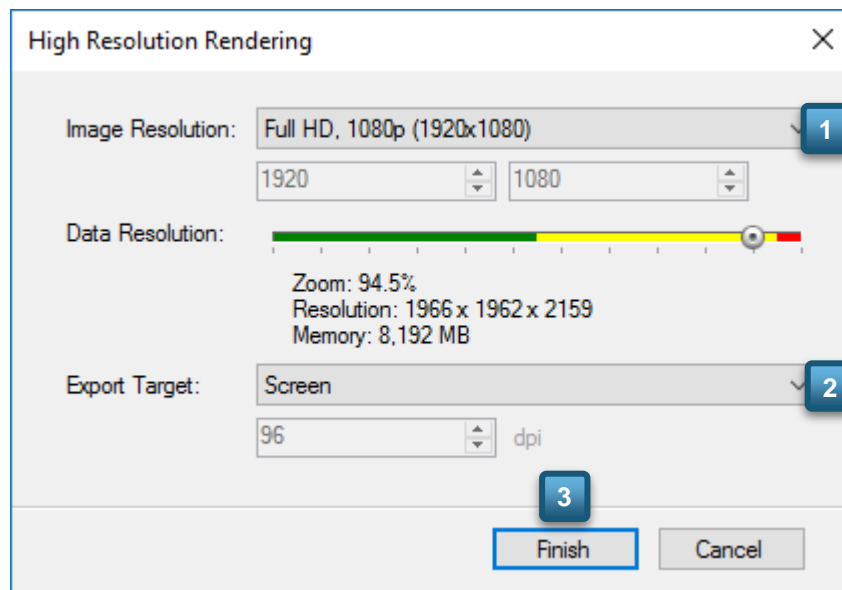 High Resolution Rendering
Image Resolution: Full HD, 1080p (1920x1080) 1
1920 1080
Data Resolution:
Zoom: 94.5%
Resolution: 1966 x 1962 x 2159
Memory: 8,192 MB
Export Target: Screen 2
96 dpi
3
Finish Cancel